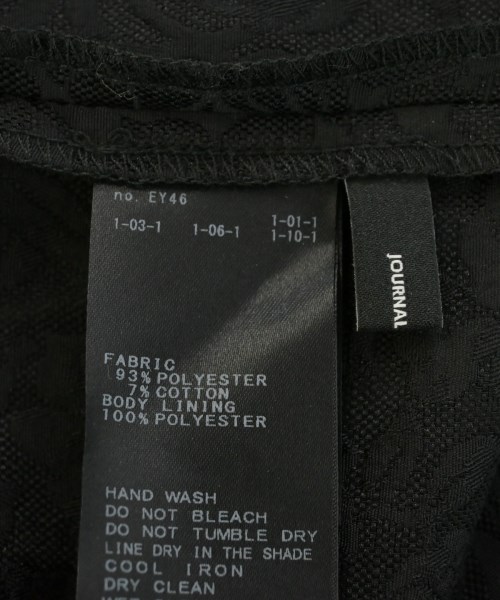 no. EY46
1-03-1 1-06-1 1-01-1
1-10-1
FABRIC
93% POLYESTER
7% COTTON
BODY LINING
100% POLYESTER
HAND WASH
DO NOT BLEACH
DO NOT TUMBLE DRY
LINE DRY IN THE SHADE
COOL IRON
DRY CLEAN
JOURNAL